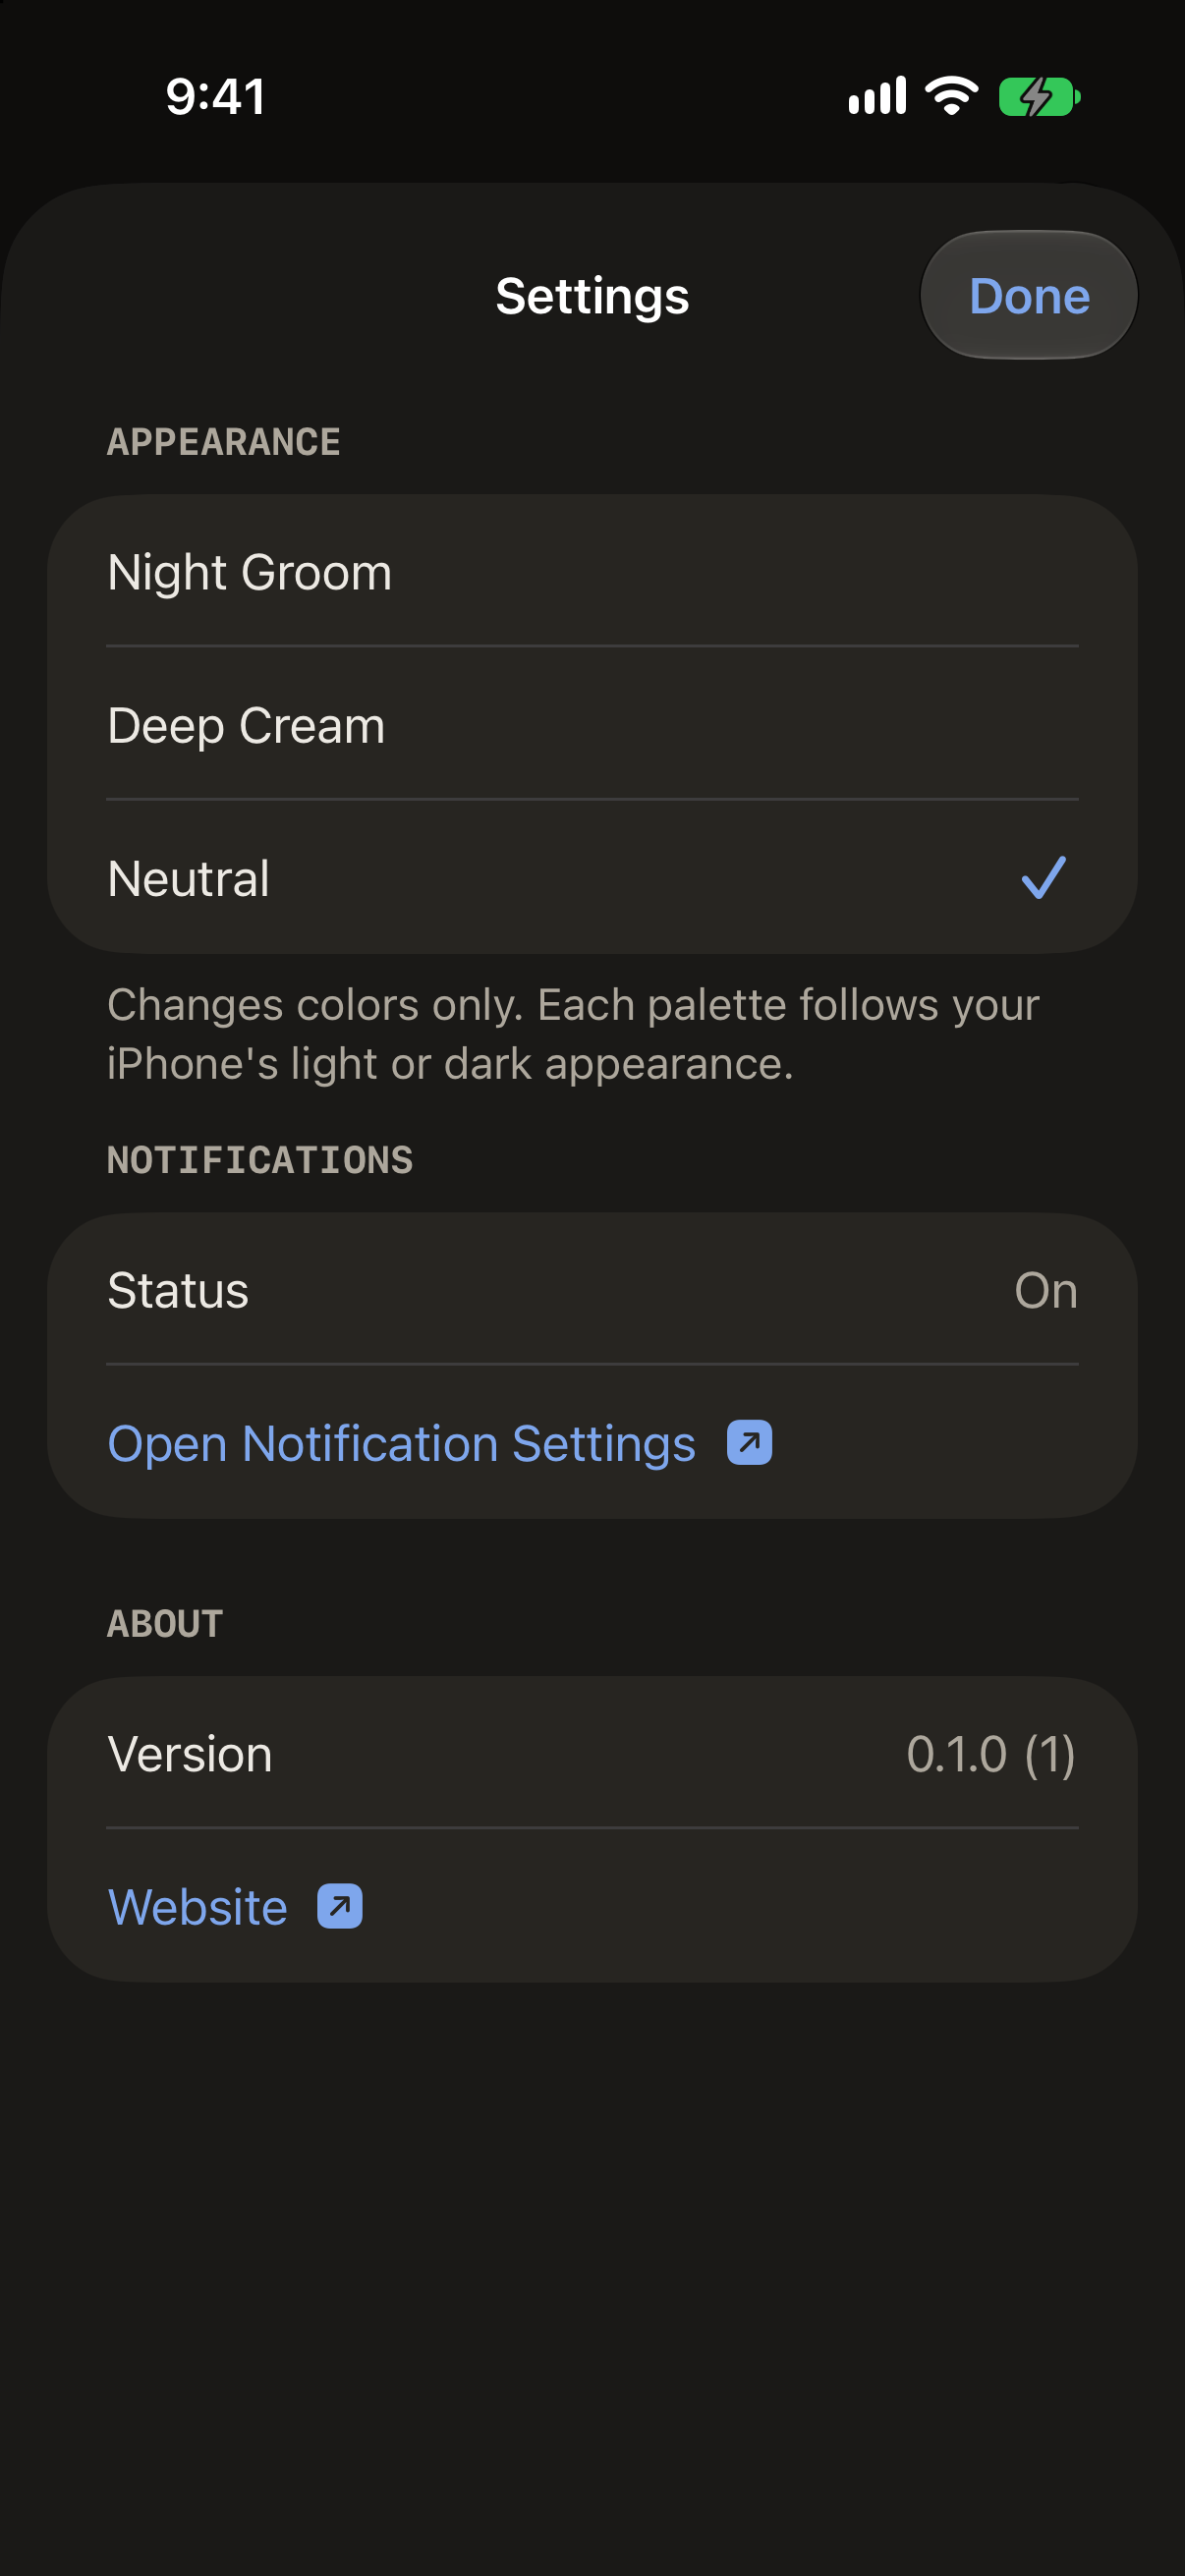 9:41
Settings
Done
APPEARANCE
Night Groom
Deep Cream
Neutral
Changes colors only. Each palette follows your
iPhone's light or dark appearance.
NOTIFICATIONS
Status On
Open Notification Settings
ABOUT
Version 0.1.0 (1)
Website